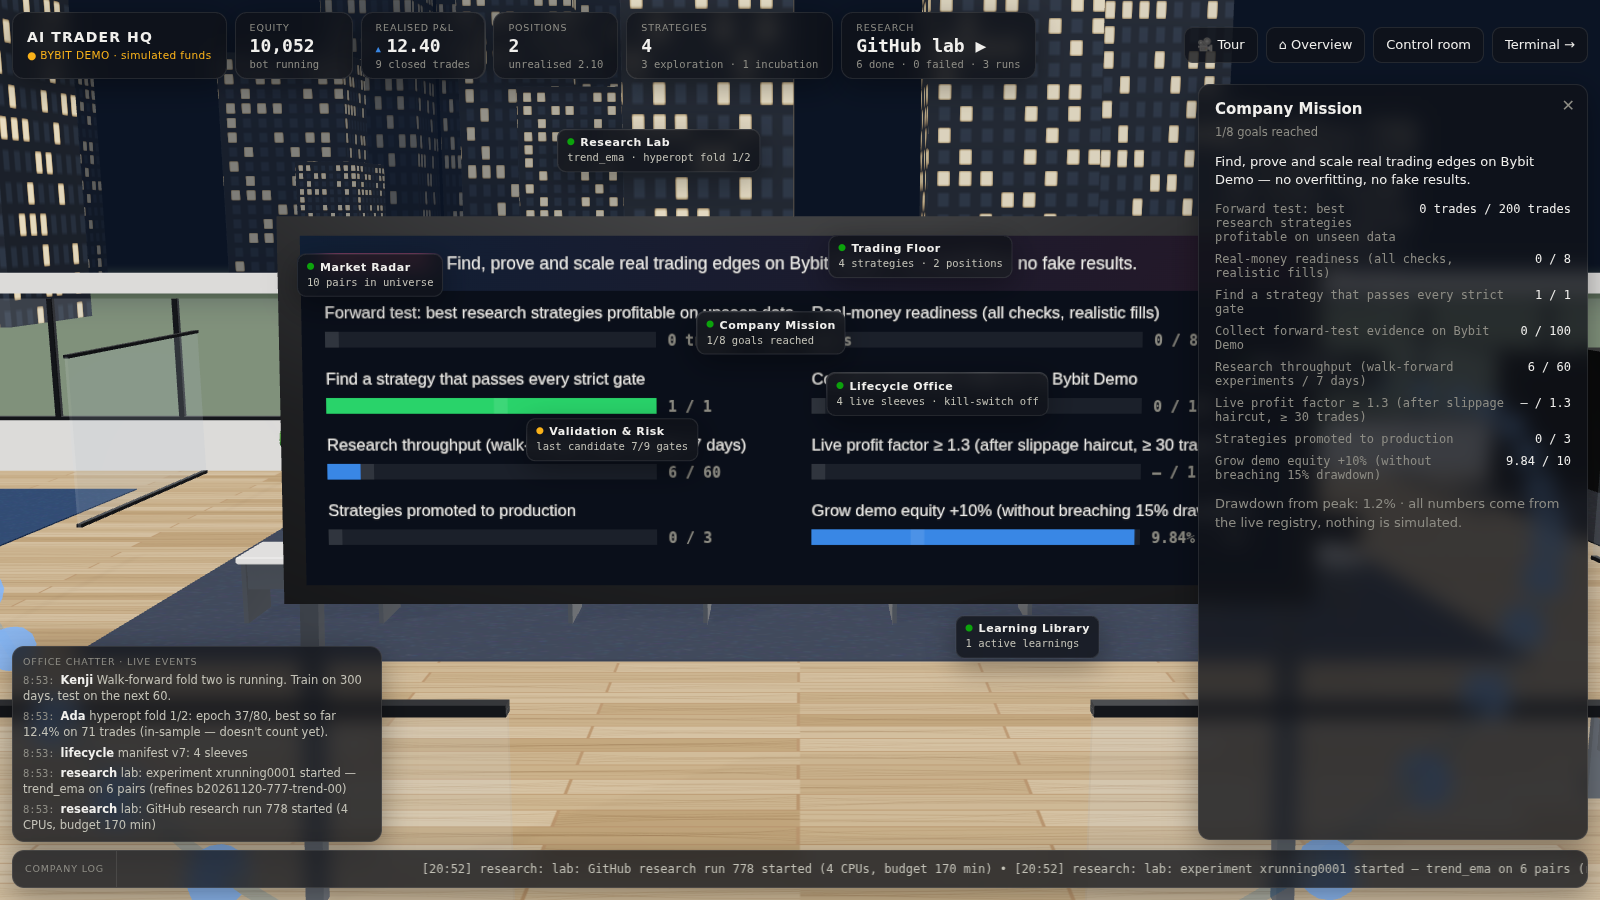 AI TRADER HQ
● BYBIT DEMO · simulated funds
EQUITY
10,052
bot running
REALISED P&L
▲ 12.40
9 closed trades
POSITIONS
2
unrealised 2.10
STRATEGIES
4
3 exploration · 1 incubation
RESEARCH
GitHub lab ▶
6 done · 0 failed · 3 runs
Tour
⌂ Overview
Control room
Terminal →
Research Lab
trend_ema · hyperopt fold 1/2
Market Radar
10 pairs in universe
Find, prove and scale real trading edges on Bybit
no fake results.
Trading Floor
4 strategies · 2 positions
Forward test: best research strategies profitable on unseen data
Real-money readiness (all checks, realistic fills)
0 t
s
0 / 8
Company Mission
1/8 goals reached
Find a strategy that passes every strict gate
Co
Bybit Demo
1 / 1
0 / 1
Lifecycle Office
4 live sleeves · kill-switch off
Validation & Risk
last candidate 7/9 gates
Research throughput (walk-
7 days)
Live profit factor ≥ 1.3 (after slippage haircut, ≥ 30 tra
6 / 60
— / 1
Strategies promoted to production
Grow demo equity +10% (without breaching 15% draw
0 / 3
9.84%
Learning Library
1 active learnings
Company Mission
✕
1/8 goals reached
Find, prove and scale real trading edges on Bybit
Demo — no overfitting, no fake results.
Forward test: best 0 trades / 200 trades
research strategies
profitable on unseen data
Real-money readiness (all checks, 0 / 8
realistic fills)
Find a strategy that passes every strict 1 / 1
gate
Collect forward-test evidence on Bybit 0 / 100
Demo
Research throughput (walk-forward 6 / 60
experiments / 7 days)
Live profit factor ≥ 1.3 (after slippage — / 1.3
haircut, ≥ 30 trades)
Strategies promoted to production 0 / 3
Grow demo equity +10% (without 9.84 / 10
breaching 15% drawdown)
Drawdown from peak: 1.2% · all numbers come from
the live registry, nothing is simulated.
OFFICE CHATTER · LIVE EVENTS
8:53: Kenji Walk-forward fold two is running. Train on 300
days, test on the next 60.
8:53: Ada hyperopt fold 1/2: epoch 37/80, best so far
12.4% on 71 trades (in-sample — doesn't count yet).
8:53: lifecycle manifest v7: 4 sleeves
8:53: research lab: experiment xrunning0001 started —
trend_ema on 6 pairs (refines b20261120-777-trend-00)
8:53: research lab: GitHub research run 778 started (4
CPUs, budget 170 min)
COMPANY LOG
[20:52] research: lab: GitHub research run 778 started (4 CPUs, budget 170 min) • [20:52] research: lab: experiment xrunning0001 started — trend_ema on 6 pairs (